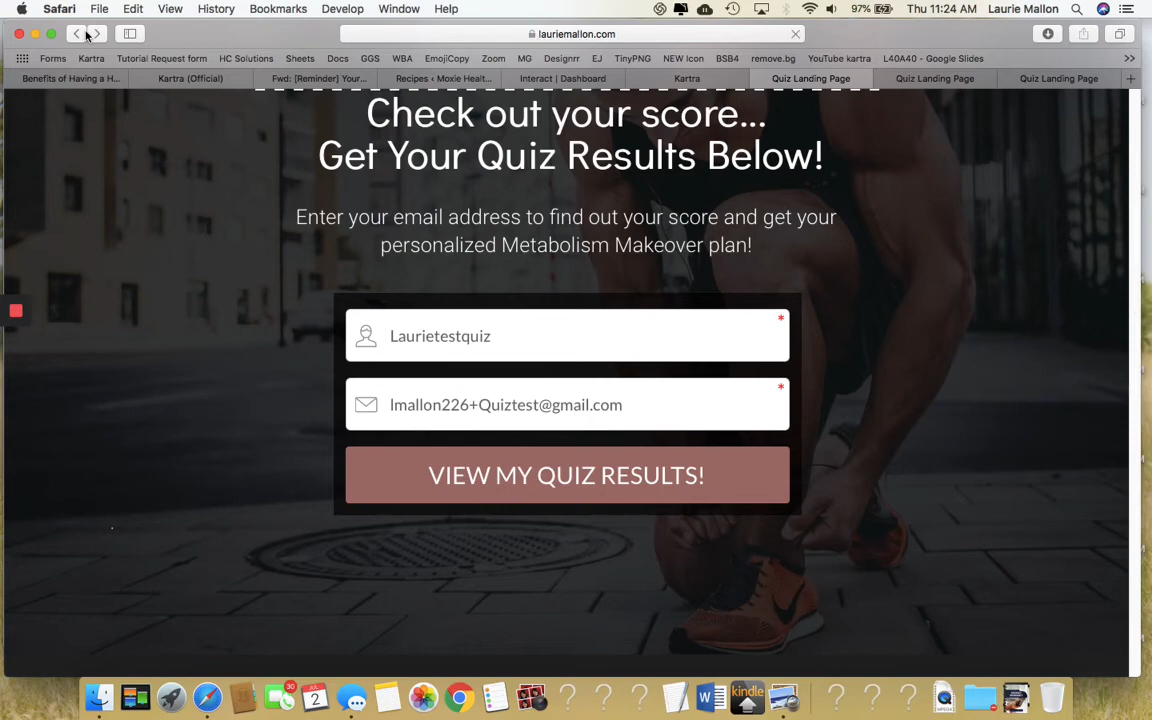 Safari File Edit View History Bookmarks Develop Window Help 97% Thu 11:24 AM Laurie Mallon
lauriemallon.com
Forms Kartra Tutorial Request form HC Solutions Sheets Docs GGS WBA EmojiCopy Zoom MG Designrr EJ TinyPNG NEW Icon BSB4 remove.bg YouTube kartra L40A40 - Google Slides >>
Benefits of Having a H... Kartra (Official) Fwd: [Reminder] Your... Recipes ‹ Moxie Healt... Interact | Dashboard Kartra Quiz Landing Page Quiz Landing Page Quiz Landing Page +
Check out your score...
Get Your Quiz Results Below!
Enter your email address to find out your score and get your
personalized Metabolism Makeover plan!
Laurietestquiz *
lmallon226+Quiztest@gmail.com *
VIEW MY QUIZ RESULTS!
30
JUL
2
W
kindle
? ? ? ? ? ?